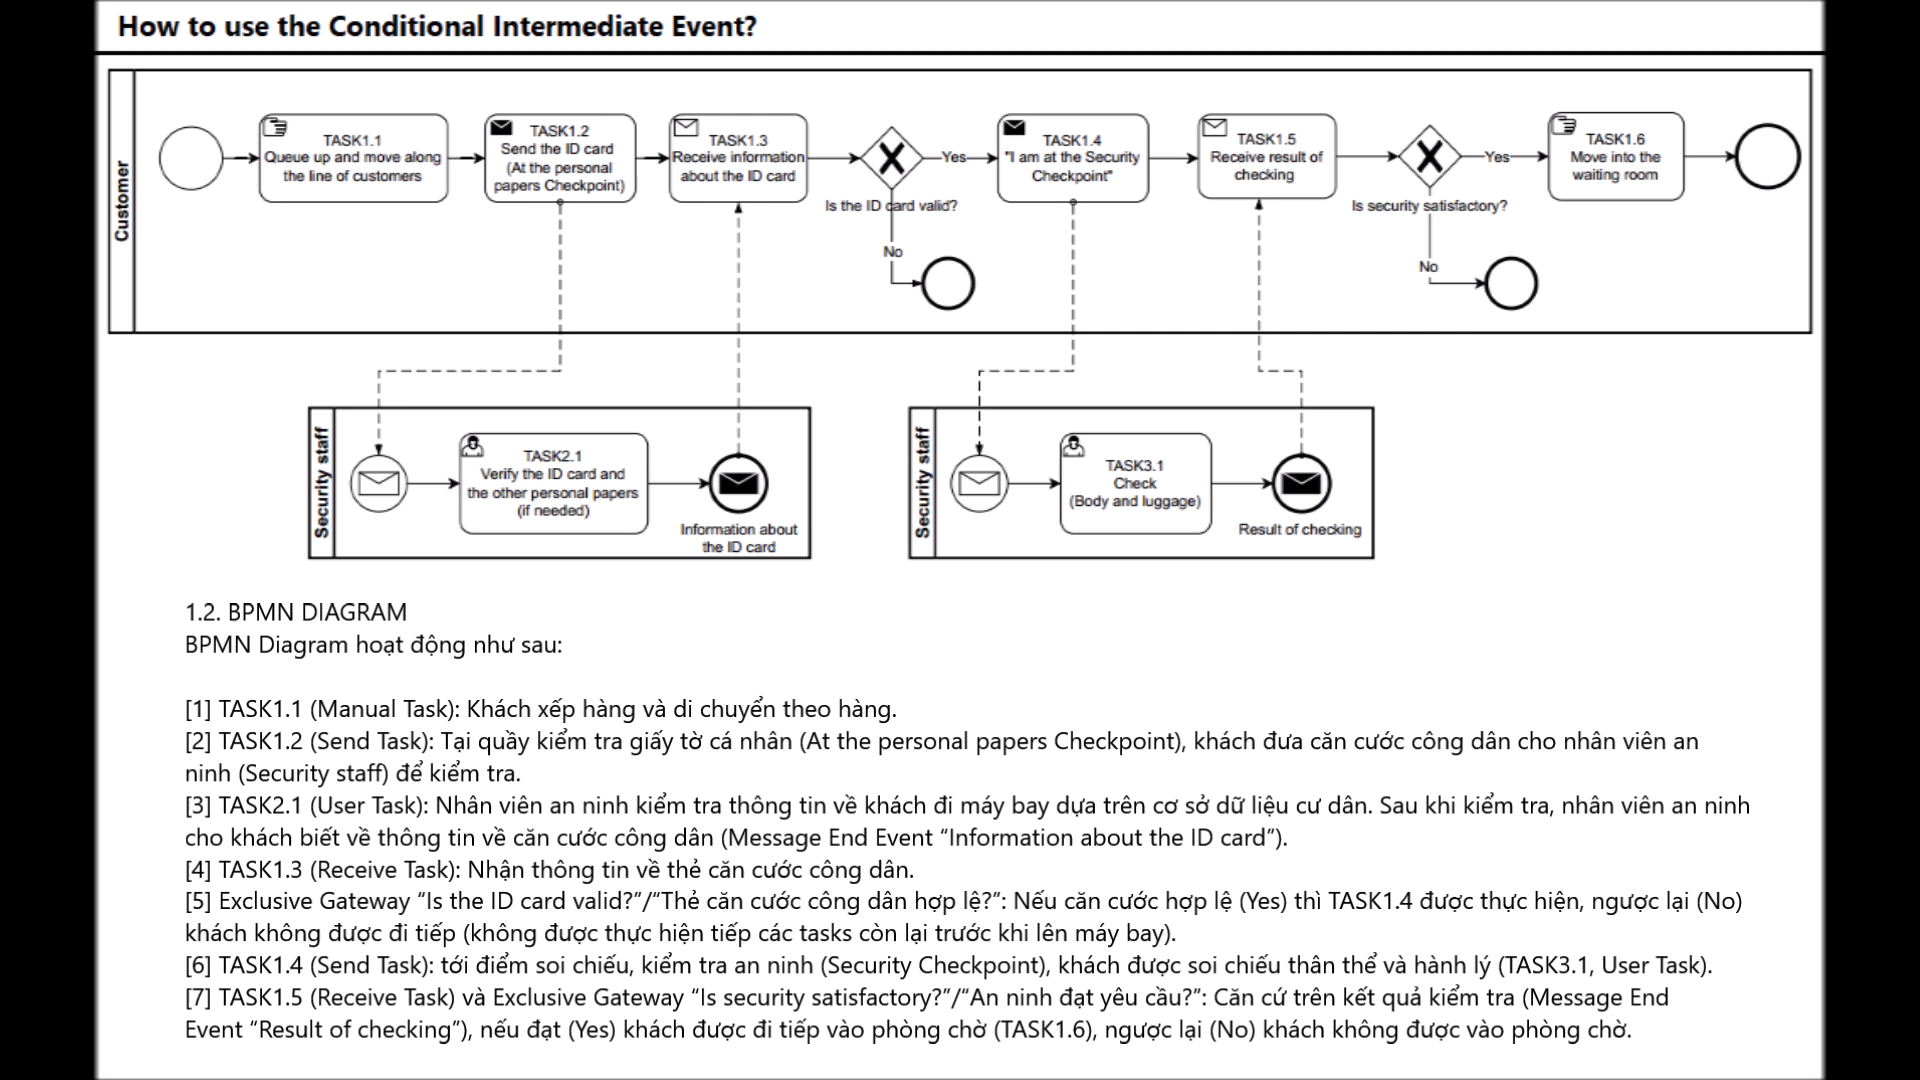 How to use the Conditional Intermediate Event?
Customer
TASK1.1
Queue up and move along
the line of customers
TASK1.2
Send the ID card
(At the personal
papers Checkpoint)
TASK1.3
Receive information
about the ID card
Is the ID card valid?
Yes
No
TASK1.4
"I am at the Security
Checkpoint"
TASK1.5
Receive result of
checking
Is security satisfactory?
Yes
No
TASK1.6
Move into the
waiting room
Security staff
TASK2.1
Verify the ID card and
the other personal papers
(if needed)
Information about
the ID card
Security staff
TASK3.1
Check
(Body and luggage)
Result of checking
1.2. BPMN DIAGRAM
BPMN Diagram hoạt động như sau:
[1] TASK1.1 (Manual Task): Khách xếp hàng và di chuyển theo hàng.
[2] TASK1.2 (Send Task): Tại quầy kiểm tra giấy tờ cá nhân (At the personal papers Checkpoint), khách đưa căn cước công dân cho nhân viên an
ninh (Security staff) để kiểm tra.
[3] TASK2.1 (User Task): Nhân viên an ninh kiểm tra thông tin về khách đi máy bay dựa trên cơ sở dữ liệu cư dân. Sau khi kiểm tra, nhân viên an ninh
cho khách biết về thông tin về căn cước công dân (Message End Event “Information about the ID card”).
[4] TASK1.3 (Receive Task): Nhận thông tin về thẻ căn cước công dân.
[5] Exclusive Gateway “Is the ID card valid?”/“Thẻ căn cước công dân hợp lệ?”: Nếu căn cước hợp lệ (Yes) thì TASK1.4 được thực hiện, ngược lại (No)
khách không được đi tiếp (không được thực hiện tiếp các tasks còn lại trước khi lên máy bay).
[6] TASK1.4 (Send Task): tới điểm soi chiếu, kiểm tra an ninh (Security Checkpoint), khách được soi chiếu thân thể và hành lý (TASK3.1, User Task).
[7] TASK1.5 (Receive Task) và Exclusive Gateway “Is security satisfactory?”/“An ninh đạt yêu cầu?”: Căn cứ trên kết quả kiểm tra (Message End
Event “Result of checking”), nếu đạt (Yes) khách được đi tiếp vào phòng chờ (TASK1.6), ngược lại (No) khách không được vào phòng chờ.